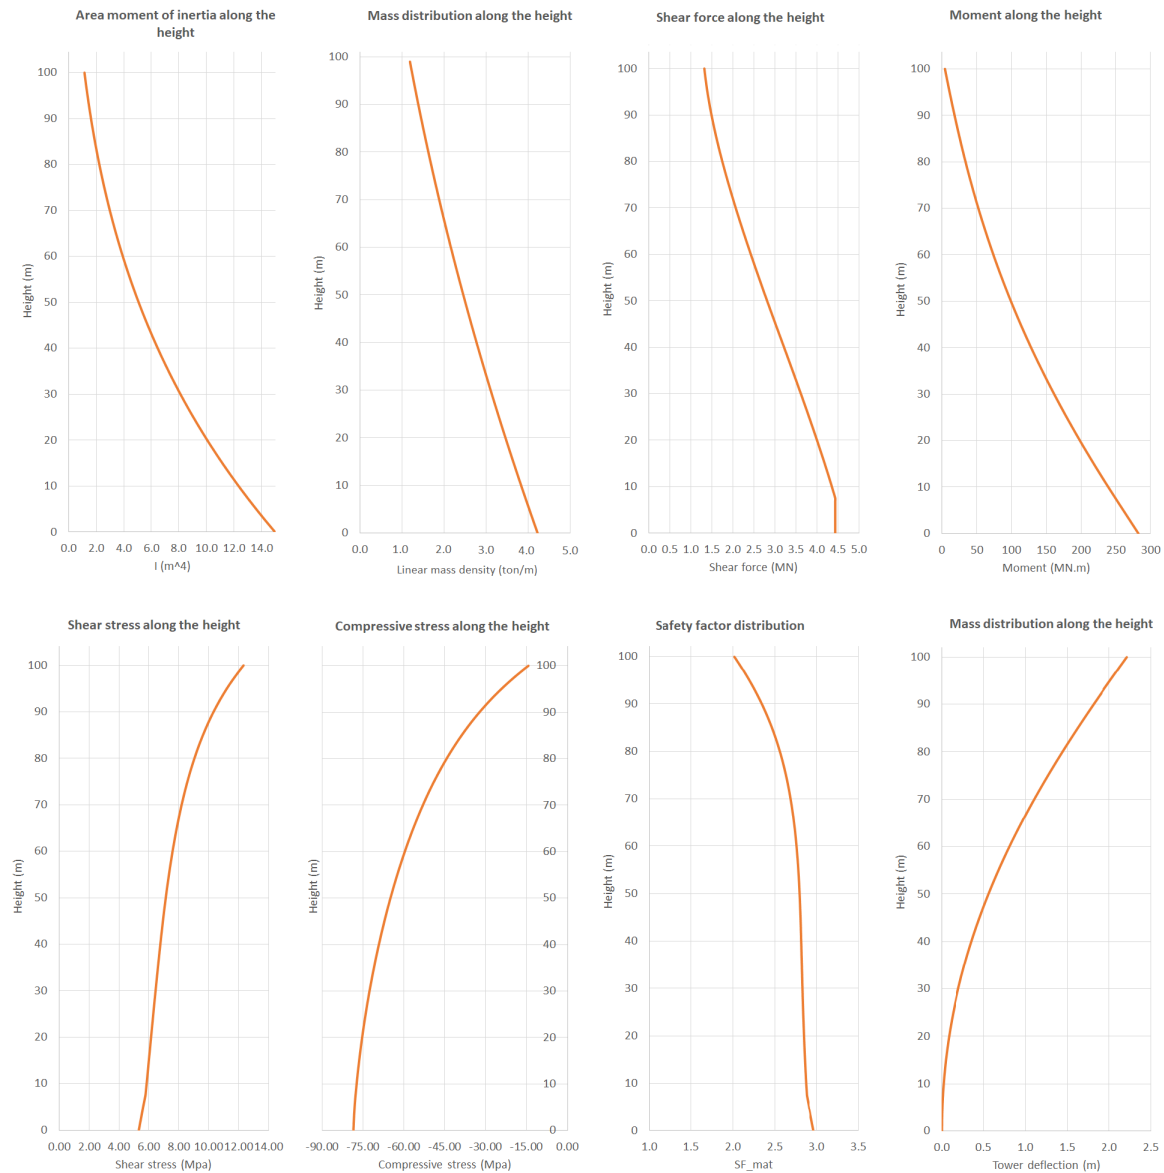 Area moment of inertia along the
height
100
90
80
70
60
50
40
30
20
10
0
Height (m)
0.0 2.0 4.0 6.0 8.0 10.0 12.0 14.0
I (m^4)
Mass distribution along the height
100
90
80
70
60
50
40
30
20
10
0
Height (m)
0.0 1.0 2.0 3.0 4.0 5.0
Linear mass density (ton/m)
Shear force along the height
100
90
80
70
60
50
40
30
20
10
0
Height (m)
0.0 0.5 1.0 1.5 2.0 2.5 3.0 3.5 4.0 4.5 5.0
Shear force (MN)
Moment along the height
100
90
80
70
60
50
40
30
20
10
0
Height (m)
0 50 100 150 200 250 300
Moment (MN.m)
Shear stress along the height
100
90
80
70
60
50
40
30
20
10
0
Height (m)
0.00 2.00 4.00 6.00 8.00 10.00 12.00 14.00
Shear stress (Mpa)
Compressive stress along the height
100
90
80
70
60
50
40
30
20
10
0
Height (m)
-90.00 -75.00 -60.00 -45.00 -30.00 -15.00 0.00
Compressive stress (Mpa)
Safety factor distribution
100
90
80
70
60
50
40
30
20
10
0
Height (m)
1.0 1.5 2.0 2.5 3.0 3.5
SF_mat
Mass distribution along the height
100
90
80
70
60
50
40
30
20
10
0
Height (m)
0.0 0.5 1.0 1.5 2.0 2.5
Tower deflection (m)